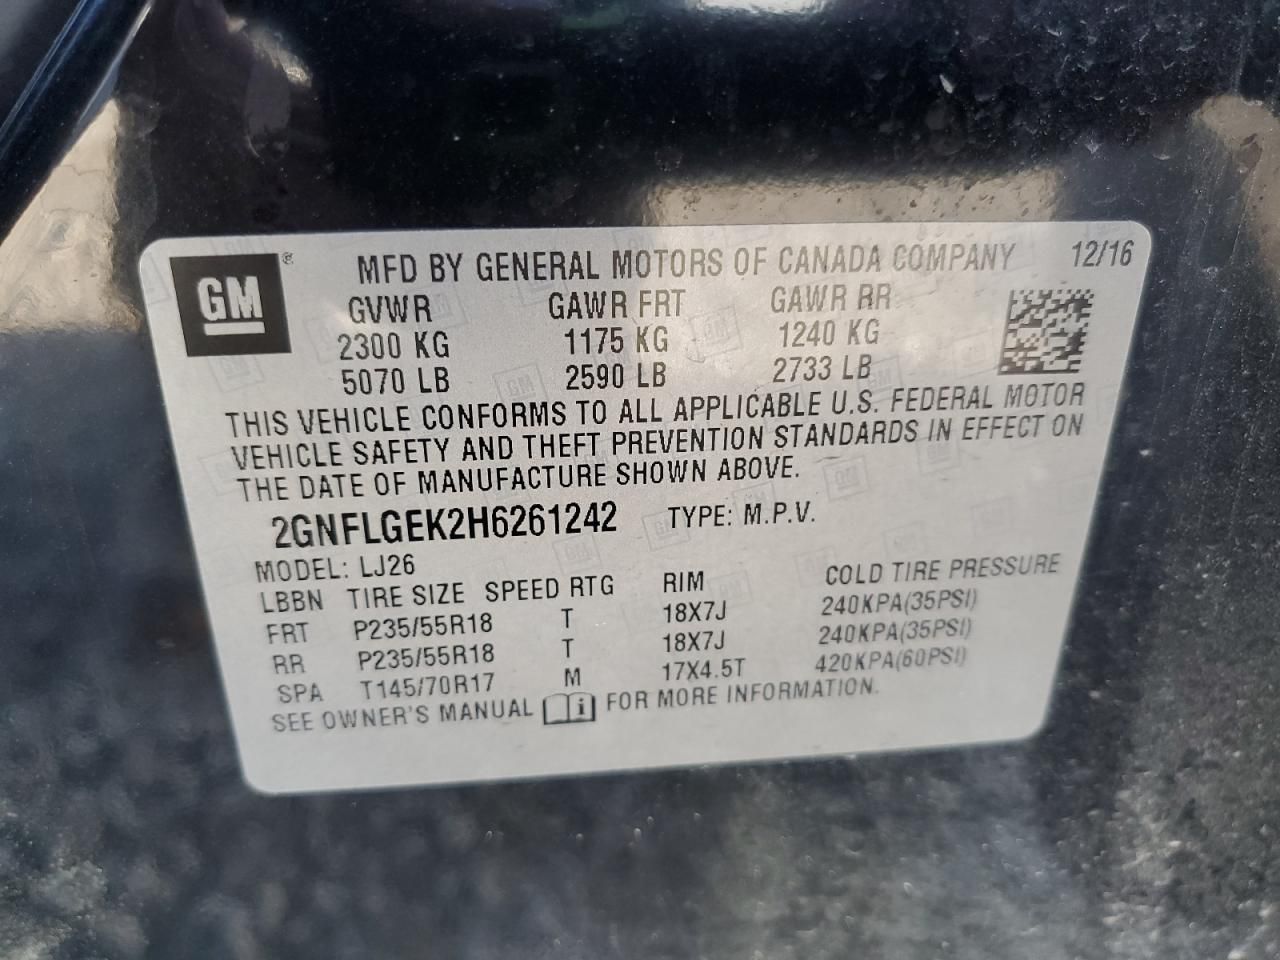 GM ® MFD BY GENERAL MOTORS OF CANADA COMPANY 12/16
GVWR GAWR FRT GAWR RR
2300 KG 1175 KG 1240 KG
5070 LB 2590 LB 2733 LB
THIS VEHICLE CONFORMS TO ALL APPLICABLE U.S. FEDERAL MOTOR
VEHICLE SAFETY AND THEFT PREVENTION STANDARDS IN EFFECT ON
THE DATE OF MANUFACTURE SHOWN ABOVE.
2GNFLGEK2H6261242 TYPE: M.P.V.
MODEL: LJ26
LBBN TIRE SIZE SPEED RTG RIM COLD TIRE PRESSURE
FRT P235/55R18 T 18X7J 240KPA(35PSI)
RR P235/55R18 T 18X7J 240KPA(35PSI)
SPA T145/70R17 M 17X4.5T 420KPA(60PSI)
SEE OWNER'S MANUAL i FOR MORE INFORMATION.